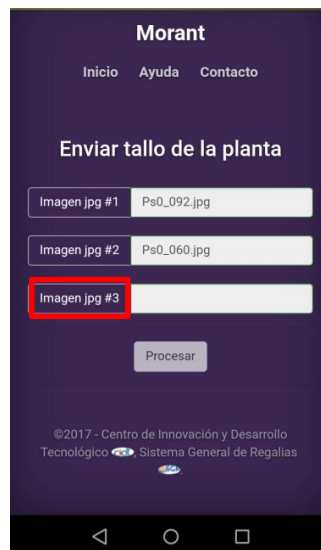 Morant
Inicio Ayuda Contacto
Enviar tallo de la planta
Imagen jpg #1 Ps0_092.jpg
Imagen jpg #2 Ps0_060.jpg
Imagen jpg #3
Procesar
©2017 - Centro de Innovación y Desarrollo
Tecnológico , Sistema General de Regalias
.